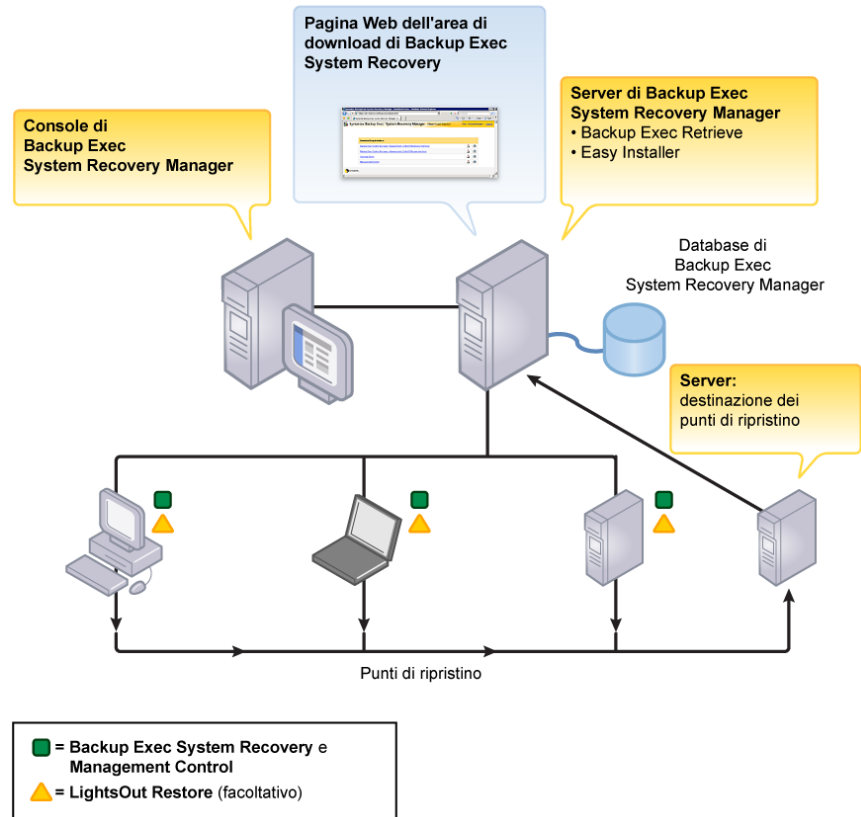 Pagina Web dell'area di
download di Backup Exec
System Recovery
Console di
Backup Exec
System Recovery Manager
Server di Backup Exec
System Recovery Manager
• Backup Exec Retrieve
• Easy Installer
Database di
Backup Exec
System Recovery Manager
Server:
destinazione dei
punti di ripristino
Punti di ripristino
= Backup Exec System Recovery e
Management Control
= LightsOut Restore (facoltativo)